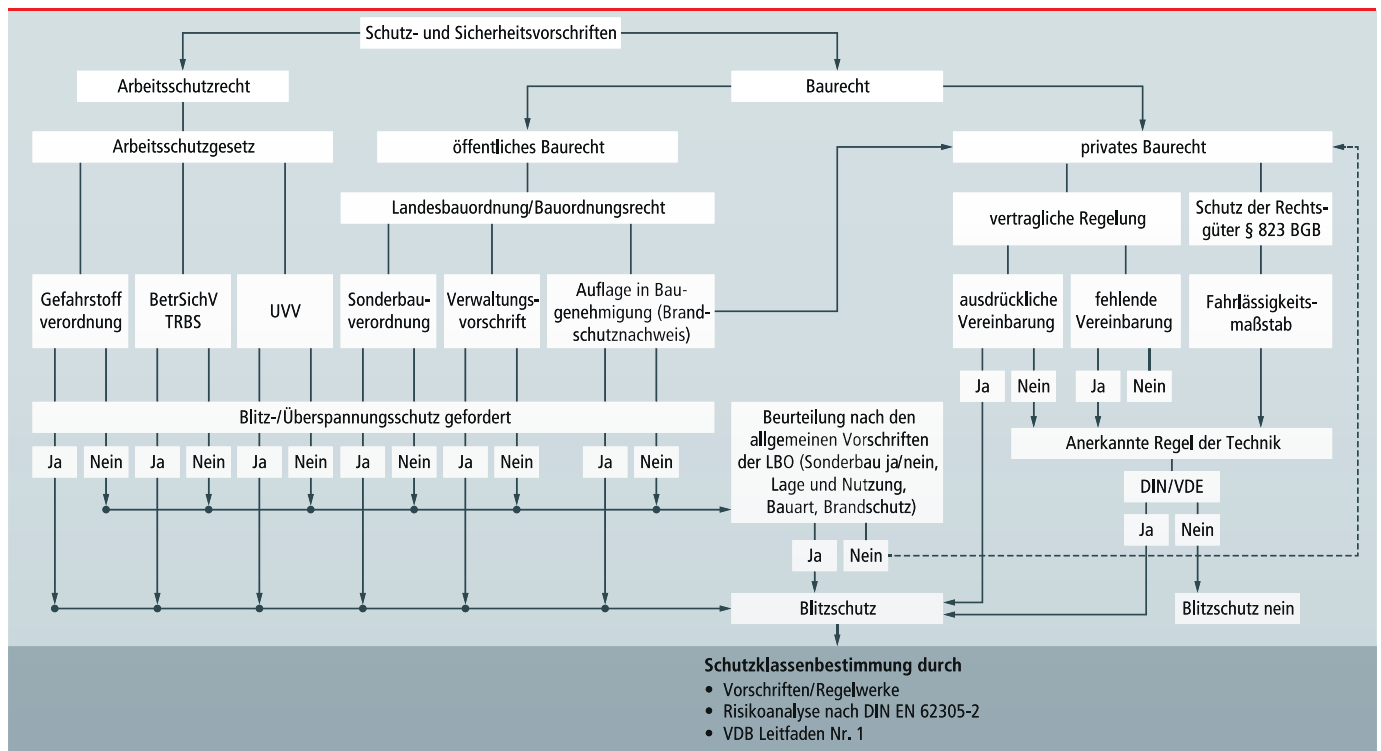 Schutz- und Sicherheitsvorschriften
Arbeitsschutzrecht
Baurecht
Arbeitsschutzgesetz
öffentliches Baurecht
privates Baurecht
Landesbauordnung/Bauordnungsrecht
vertragliche Regelung
Schutz der Rechts-
güter § 823 BGB
Gefahrstoff
verordnung
BetrSichV
TRBS
UVV
Sonderbau-
verordnung
Verwaltungs-
vorschrift
Auflage in Bau-
genehmigung (Brand-
schutznachweis)
ausdrückliche
Vereinbarung
fehlende
Vereinbarung
Fahrlässigkeits-
maßstab
Ja
Nein
Ja
Nein
Blitz-/Überspannungsschutz gefordert
Ja
Nein
Ja
Nein
Ja
Nein
Ja
Nein
Ja
Nein
Ja
Nein
Beurteilung nach den
allgemeinen Vorschriften
der LBO (Sonderbau ja/nein,
Lage und Nutzung,
Bauart, Brandschutz)
Anerkannte Regel der Technik
DIN/VDE
Ja
Nein
Ja
Nein
Blitzschutz
Blitzschutz nein
Schutzklassenbestimmung durch
• Vorschriften/Regelwerke
• Risikoanalyse nach DIN EN 62305-2
• VDB Leitfaden Nr. 1